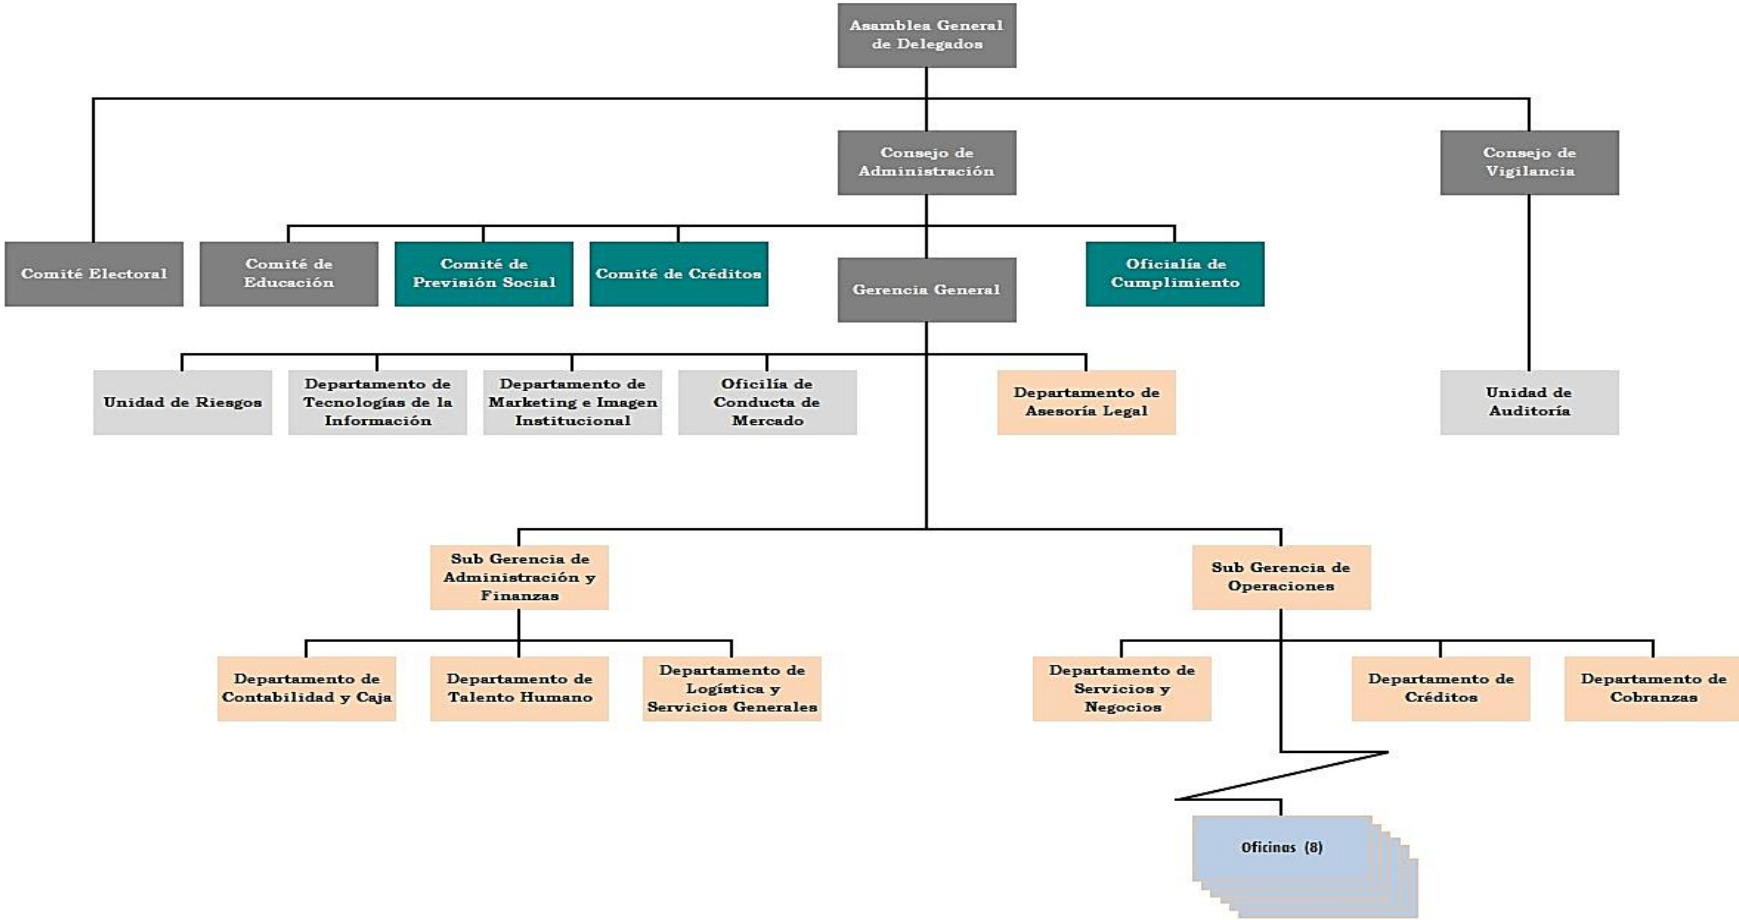 Asamblea General
de Delegados
Consejo de
Administración
Consejo de
Vigilancia
Comité Electoral
Comité de
Educación
Comité de
Previsión Social
Comité de Créditos
Gerencia General
Oficialía de
Cumplimiento
Unidad de Riesgos
Departamento de
Tecnologías de la
Información
Departamento de
Marketing e Imagen
Institucional
Oficilía de
Conducta de
Mercado
Departamento de
Asesoría Legal
Unidad de
Auditoría
Sub Gerencia de
Administración y
Finanzas
Sub Gerencia de
Operaciones
Departamento de
Contabilidad y Caja
Departamento de
Talento Humano
Departamento de
Logística y
Servicios Generales
Departamento de
Servicios y
Negocios
Departamento de
Créditos
Departamento de
Cobranzas
Oficinas (8)